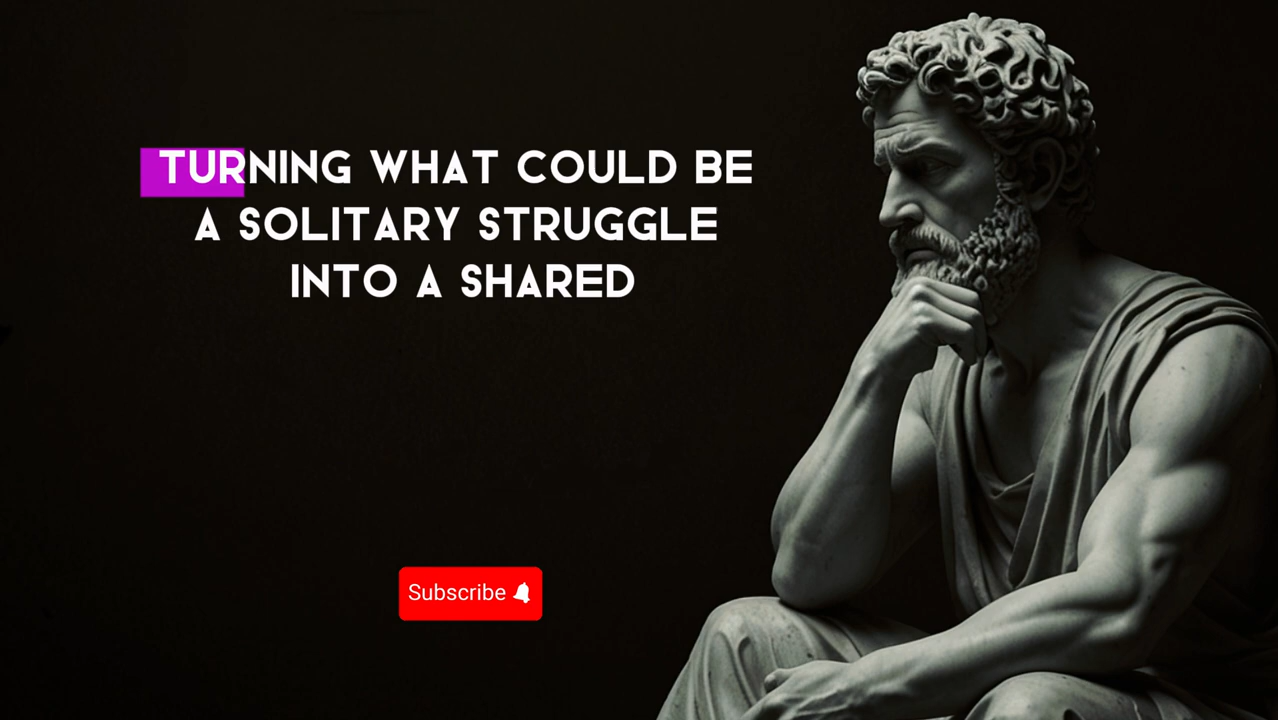 TURNING WHAT COULD BE
A SOLITARY STRUGGLE
INTO A SHARED
Subscribe